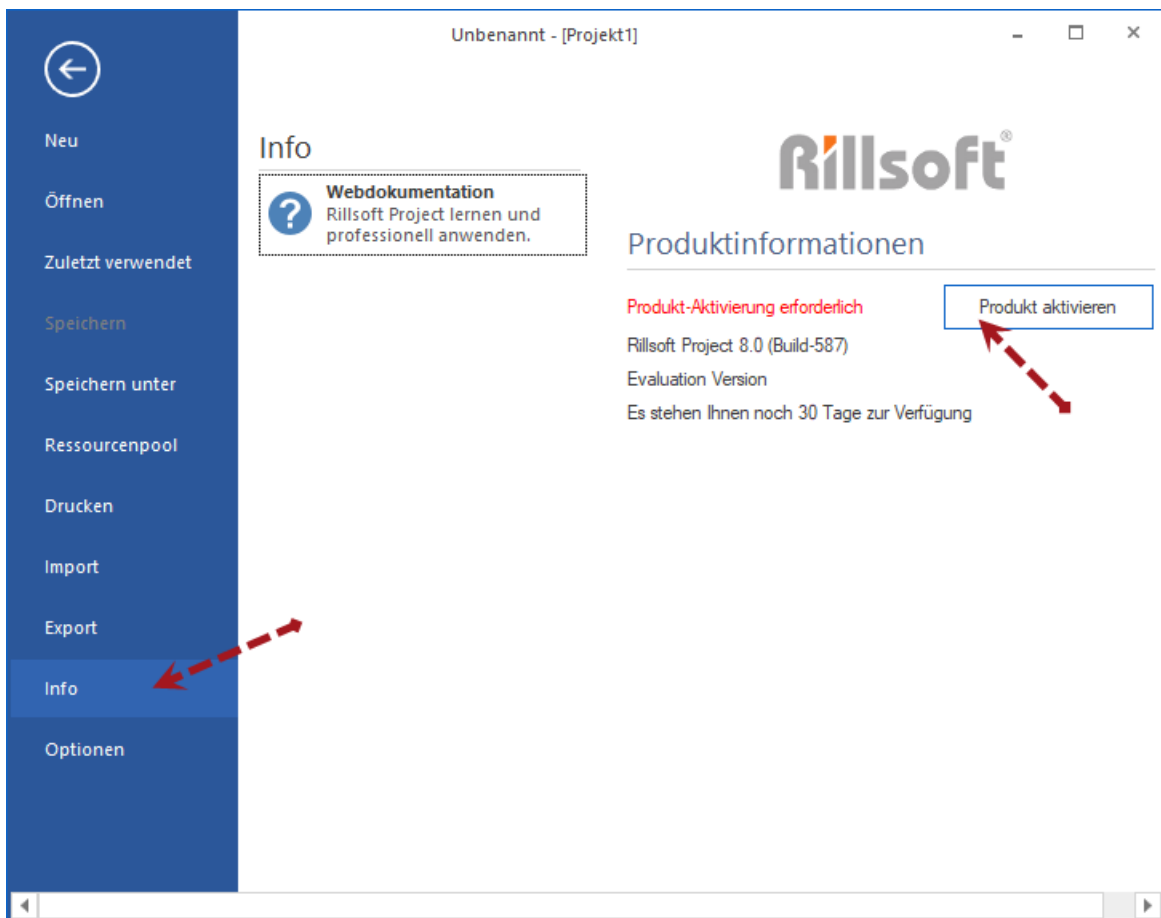 Unbenannt - [Projekt1]
Neu
Öffnen
Zuletzt verwendet
Speichern
Speichern unter
Ressourcenpool
Drucken
Import
Export
Info
Optionen
Info
Webdokumentation
Rillsoft Project lernen und
professionell anwenden.
Rillsoft®
Produktinformationen
Produkt-Aktivierung erforderlich
Produkt aktivieren
Rillsoft Project 8.0 (Build-587)
Evaluation Version
Es stehen Ihnen noch 30 Tage zur Verfügung